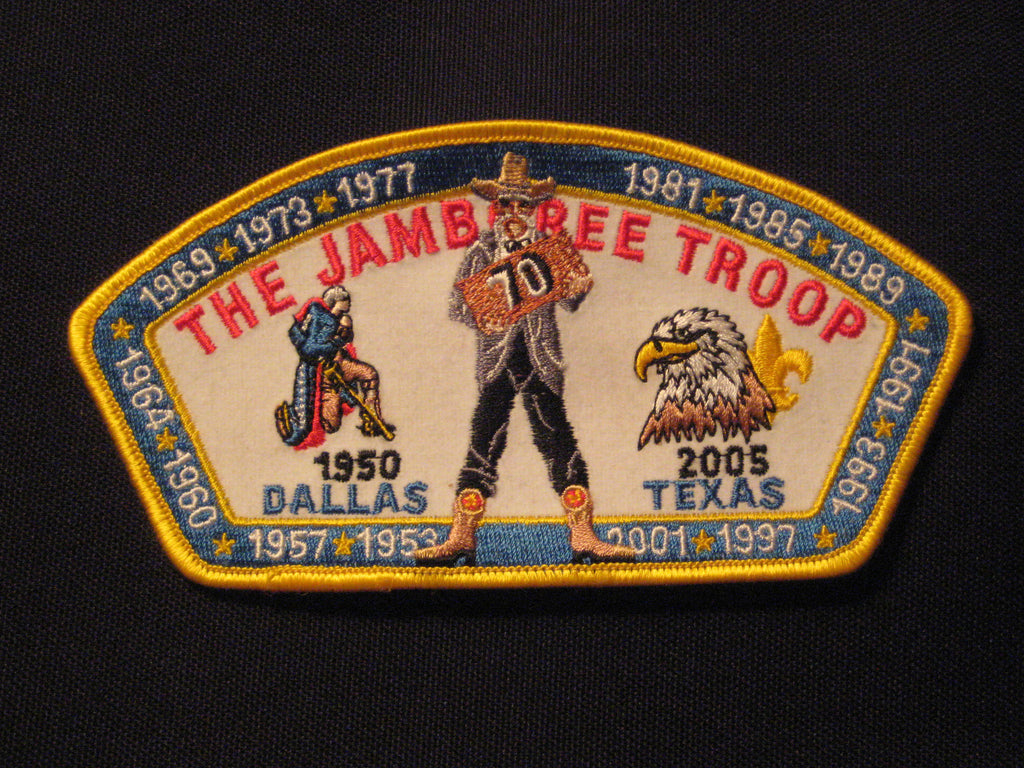 1953 ★ 1957 ★ 1960 ★ 1964 ★ 1969 ★ 1973 ★ 1977
1981 ★ 1985 ★ 1989 ★ 1991 ★ 1993 ★ 1997 ★ 2001
THE JAMBOREE TROOP
70
1950
DALLAS
2005
TEXAS